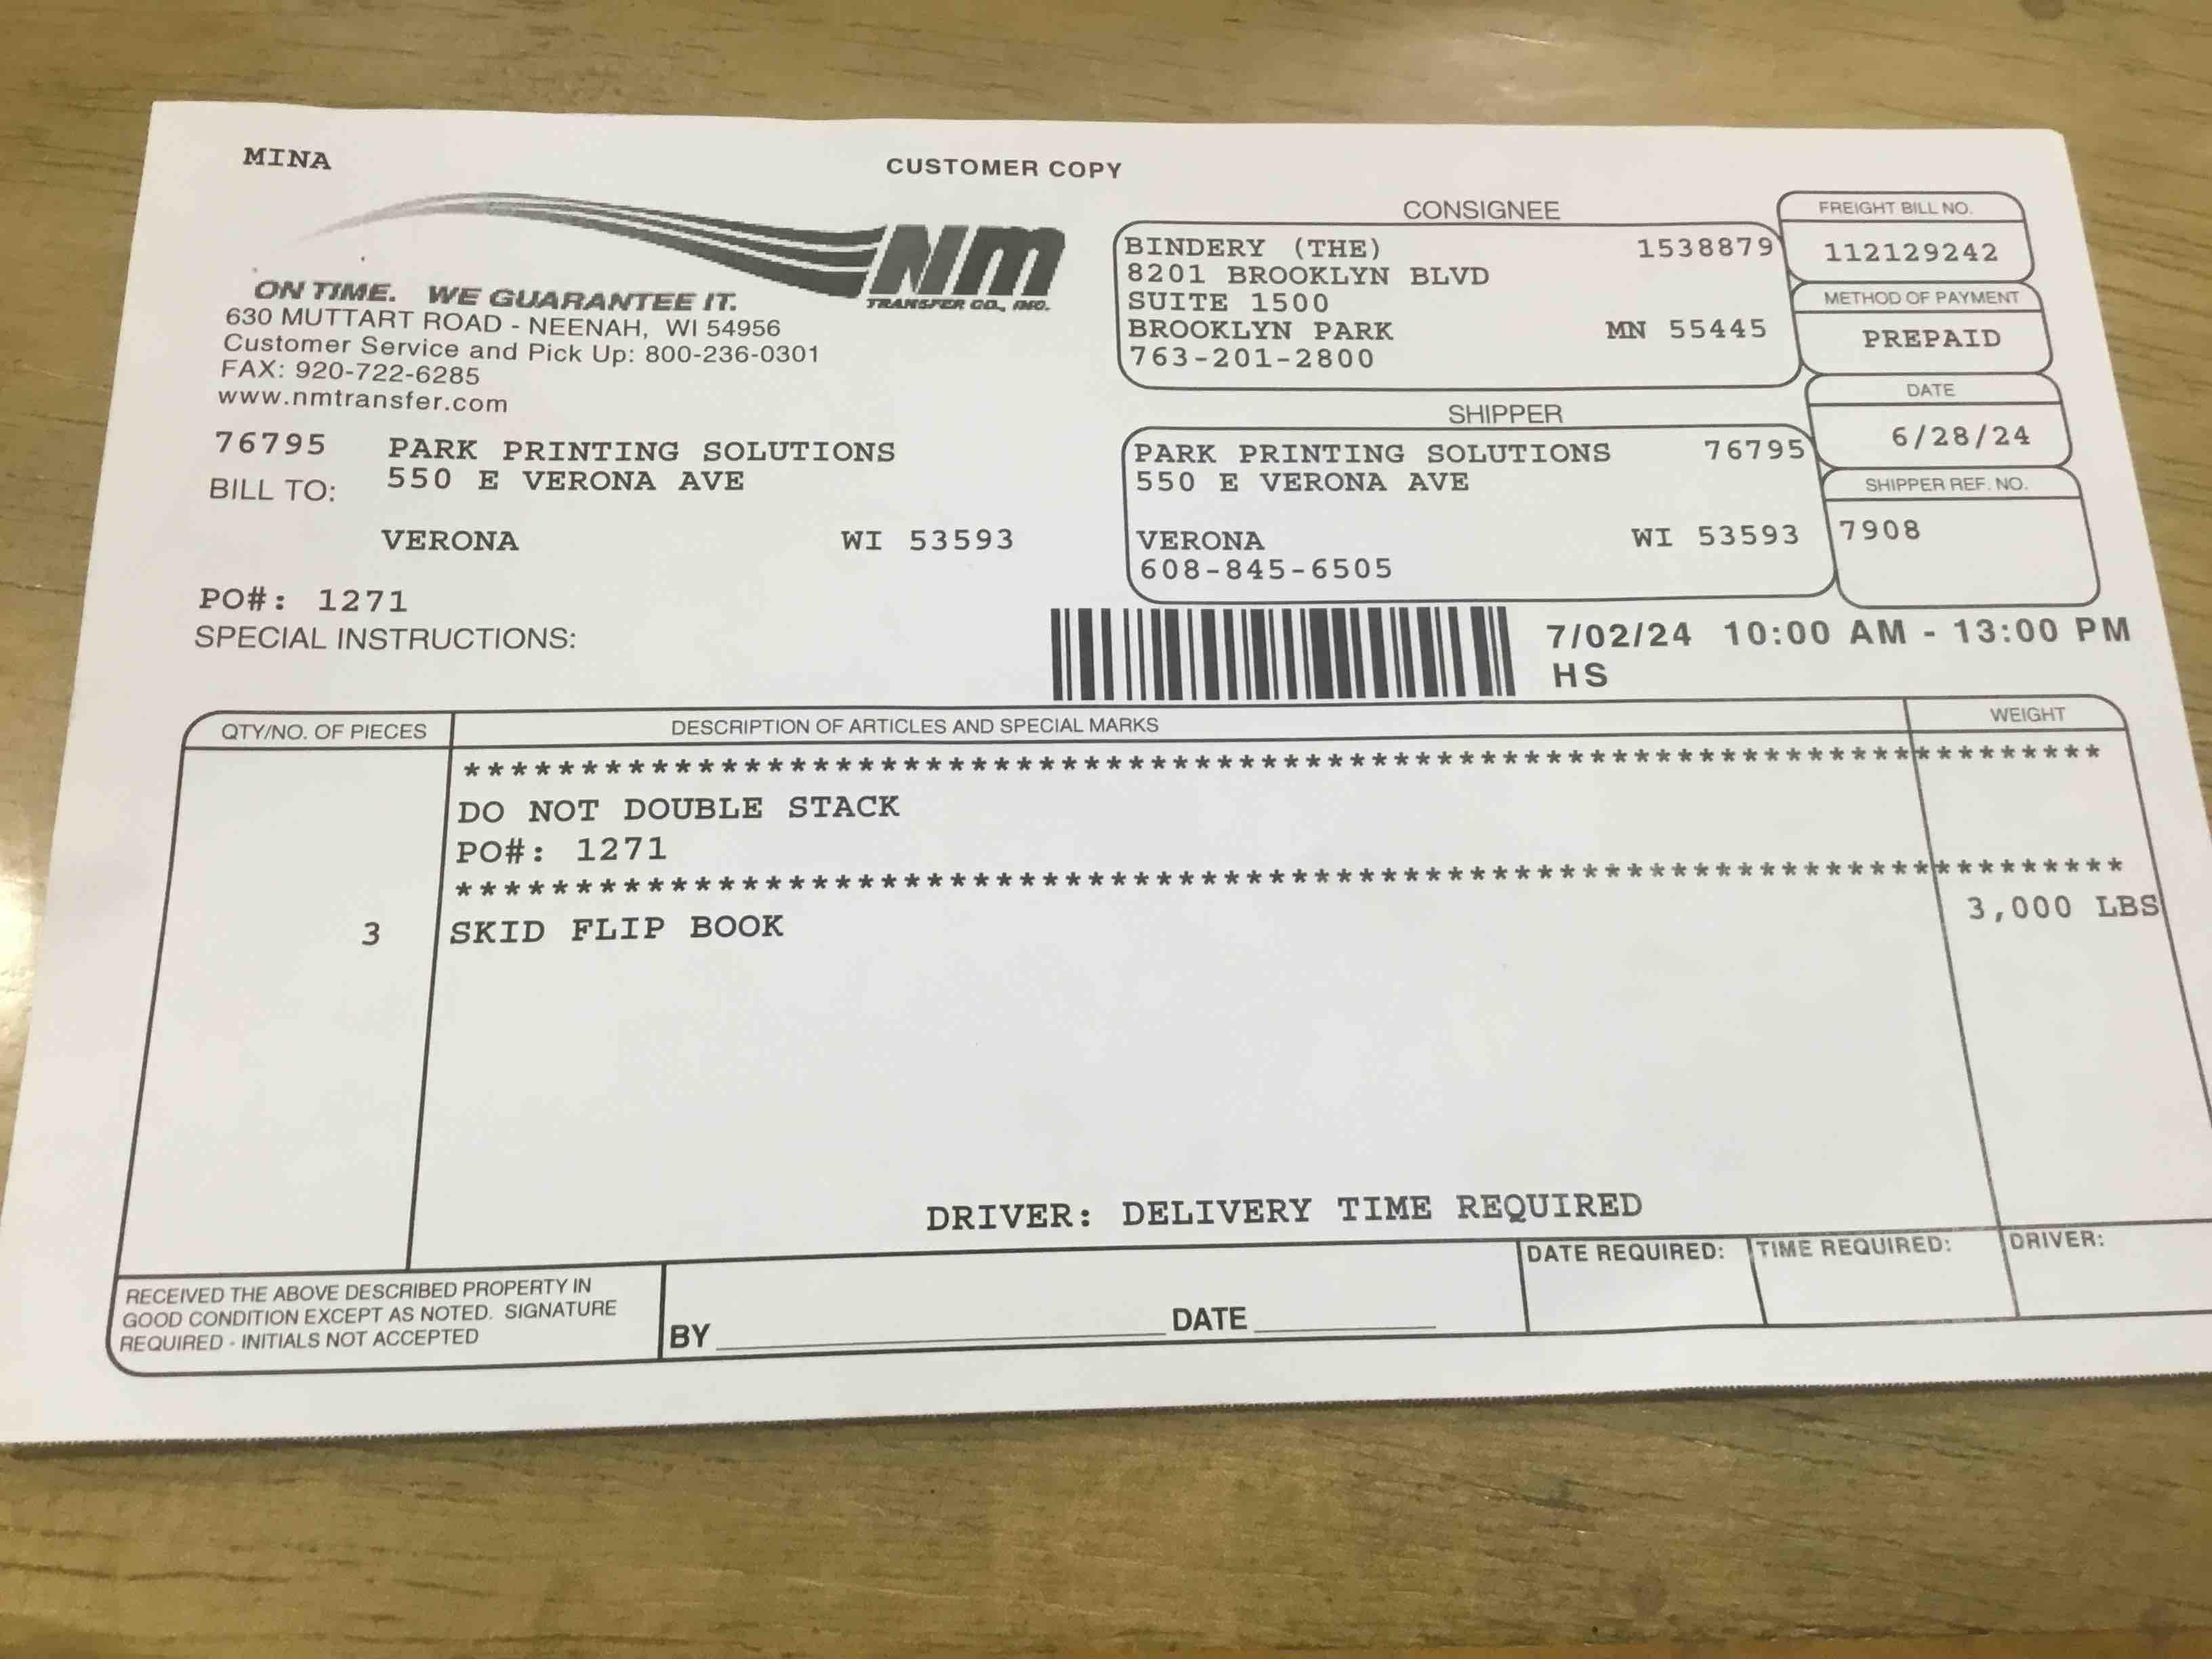 MINA
CUSTOMER COPY
NM
TRANSFER CO., INC.
ON TIME. WE GUARANTEE IT.
630 MUTTART ROAD - NEENAH, WI 54956
Customer Service and Pick Up: 800-236-0301
FAX: 920-722-6285
www.nmtransfer.com
CONSIGNEE
BINDERY (THE) 1538879
8201 BROOKLYN BLVD
SUITE 1500
BROOKLYN PARK MN 55445
763-201-2800
FREIGHT BILL NO.
112129242
METHOD OF PAYMENT
PREPAID
DATE
6/28/24
SHIPPER REF. NO.
7908
76795 PARK PRINTING SOLUTIONS
BILL TO: 550 E VERONA AVE
VERONA WI 53593
SHIPPER
PARK PRINTING SOLUTIONS 76795
550 E VERONA AVE
VERONA WI 53593
608-845-6505
PO#: 1271
SPECIAL INSTRUCTIONS:
7/02/24 10:00 AM - 13:00 PM
HS
QTY/NO. OF PIECES DESCRIPTION OF ARTICLES AND SPECIAL MARKS WEIGHT
************************************************************************
DO NOT DOUBLE STACK
PO#: 1271
************************************************************************
3 SKID FLIP BOOK 3,000 LBS
DRIVER: DELIVERY TIME REQUIRED
RECEIVED THE ABOVE DESCRIBED PROPERTY IN
GOOD CONDITION EXCEPT AS NOTED. SIGNATURE
REQUIRED - INITIALS NOT ACCEPTED
BY DATE
DATE REQUIRED: TIME REQUIRED: DRIVER: